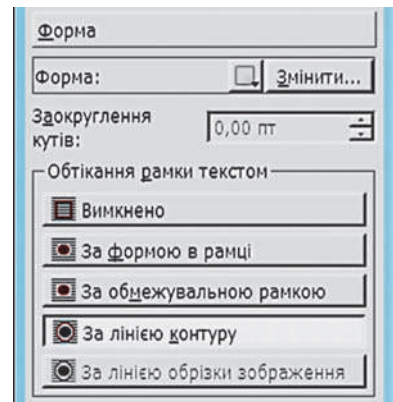 Форма
Форма: Змінити...
Заокруглення
кутів: 0,00 пт
Обтікання рамки текстом
Вимкнено
За формою в рамці
За обмежувальною рамкою
За лінією контуру
За лінією обрізки зображення